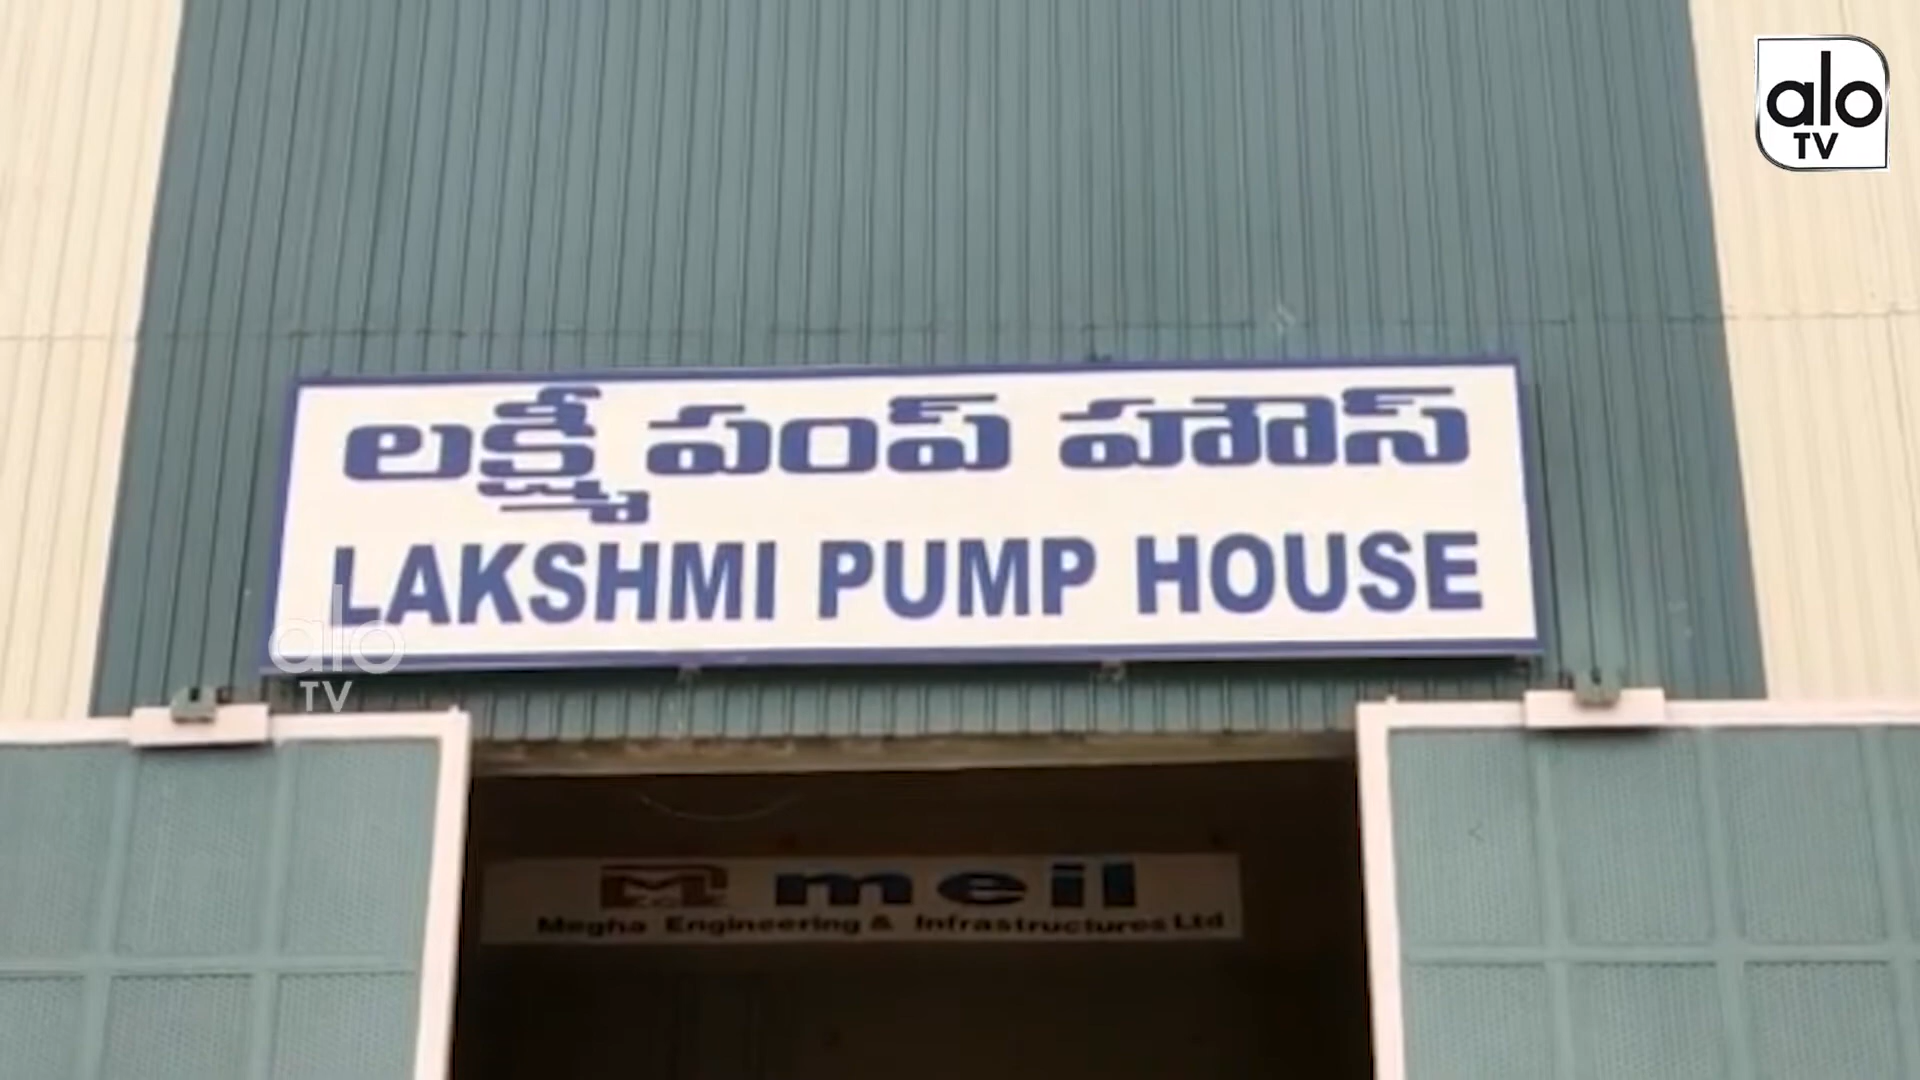 alo
TV
లక్ష్మీ పంప్ హౌస్
LAKSHMI PUMP HOUSE
alo
TV
meil
Megha Engineering & Infrastructures Ltd